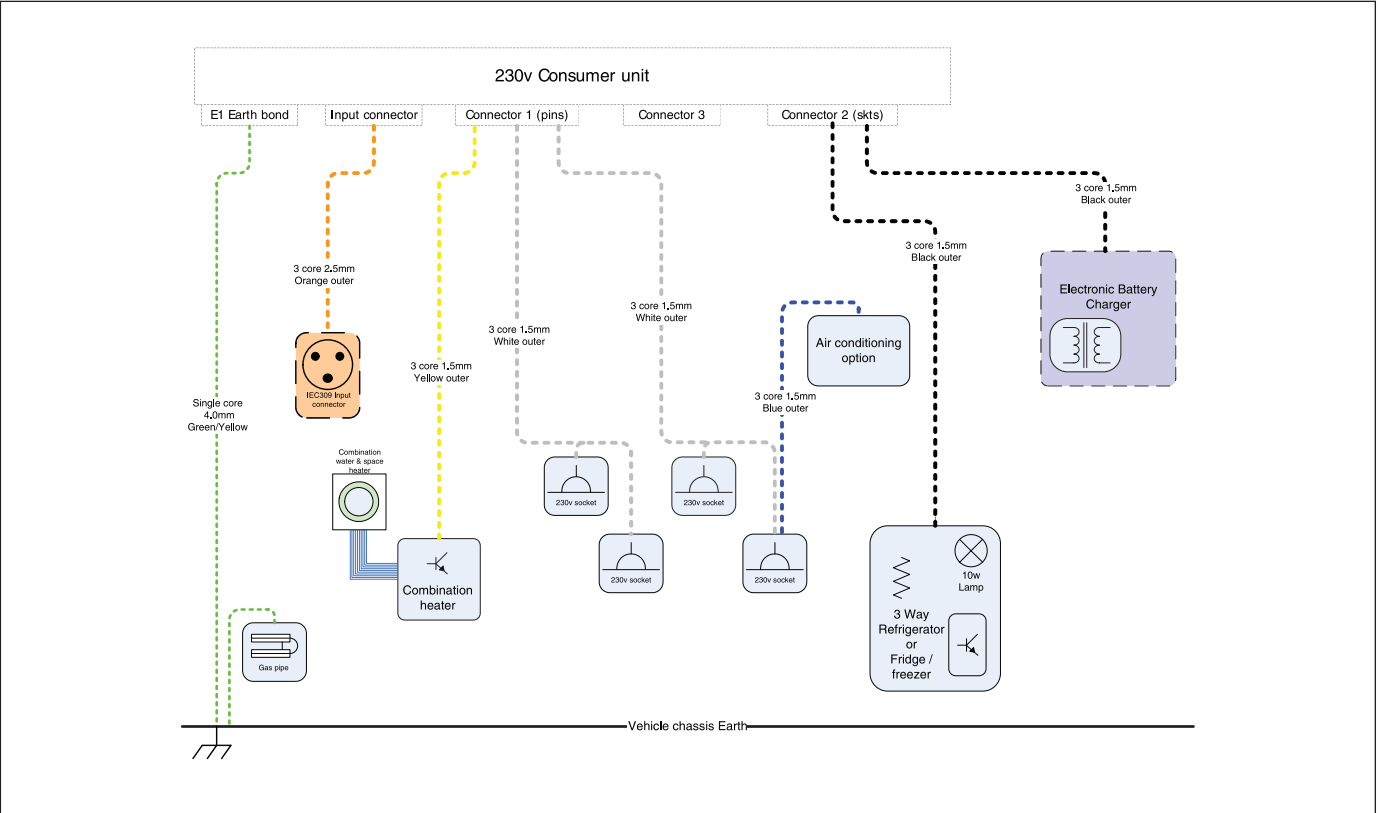 230v Consumer unit
E1 Earth bond
Input connector
Connector 1 (pins)
Connector 3
Connector 2 (skts)
3 core 1.5mm
Black outer
3 core 1.5mm
Black outer
3 core 2.5mm
Orange outer
Electronic Battery
Charger
3 core 1.5mm
White outer
3 core 1.5mm
White outer
Air conditioning
option
3 core 1.5mm
Yellow outer
IEC309 Input
connector
3 core 1.5mm
Blue outer
Single core
4.0mm
Green/Yellow
Combination
water & space
heater
230v socket
230v socket
230v socket
230v socket
Combination
heater
10w
Lamp
3 Way
Refrigerator
or
Fridge /
freezer
Gas pipe
Vehicle chassis Earth